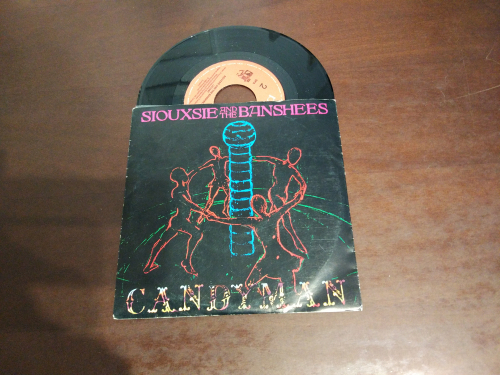 SIOUXSIE AND THE BANSHEES
CANDYMAN